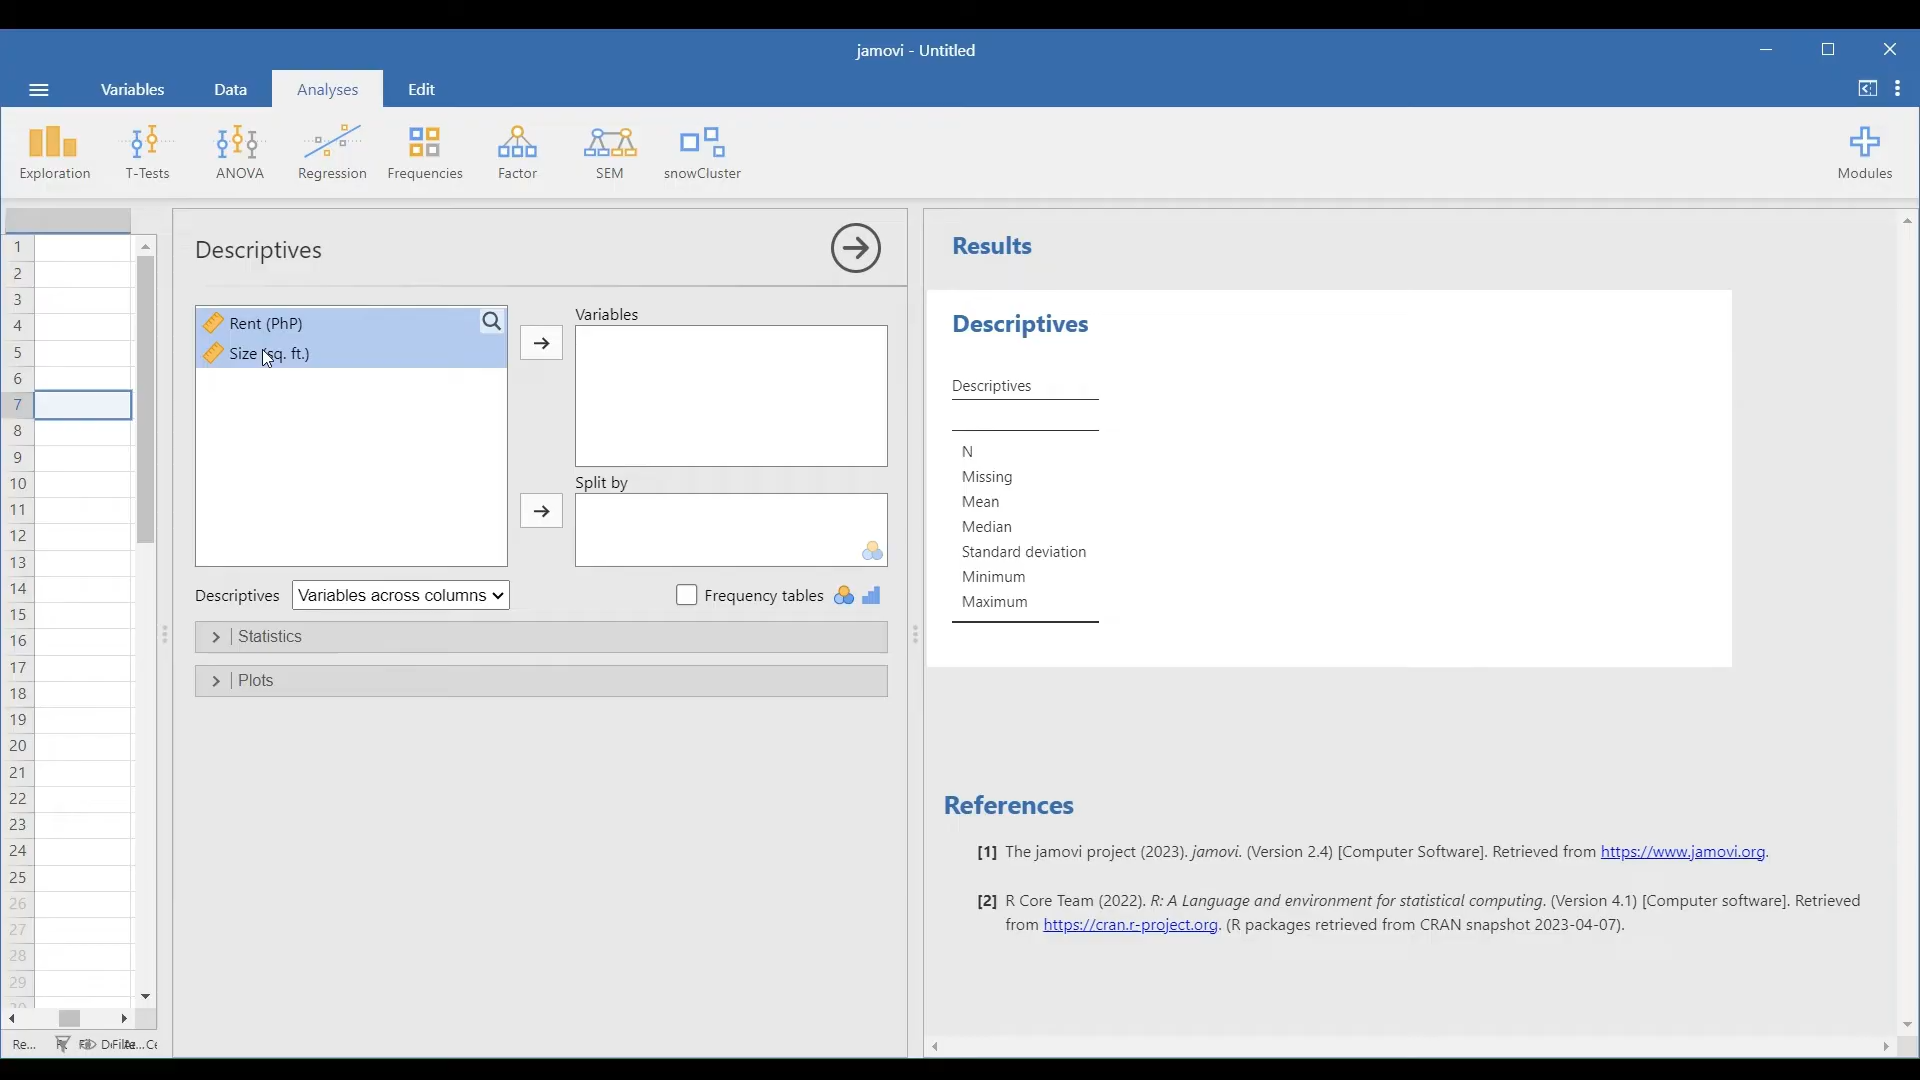 jamovi - Untitled
Variables Data Analyses Edit
Exploration T-Tests ANOVA Regression Frequencies Factor SEM snowCluster Modules
Descriptives
Rent (PhP)
Size (sq. ft.)
Variables
Split by
Descriptives Variables across columns Frequency tables
Statistics
Plots
1
2
3
4
5
6
7
8
9
10
11
12
13
14
15
16
17
18
19
20
21
22
23
24
25
26
27
28
29
Re...
Results
Descriptives
Descriptives
N
Missing
Mean
Median
Standard deviation
Minimum
Maximum
References
[1] The jamovi project (2023). jamovi. (Version 2.4) [Computer Software]. Retrieved from https://www.jamovi.org.
[2] R Core Team (2022). R: A Language and environment for statistical computing. (Version 4.1) [Computer software]. Retrieved
from https://cran.r-project.org. (R packages retrieved from CRAN snapshot 2023-04-07).